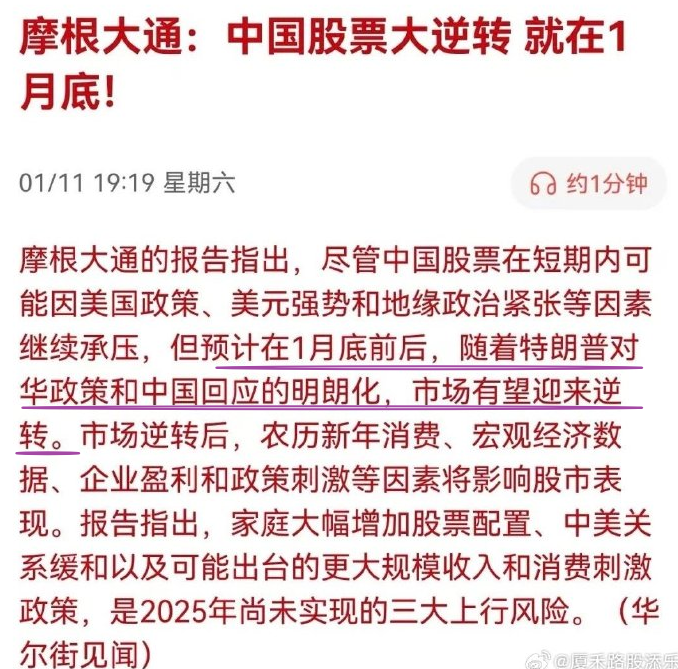 摩根大通：中国股票大逆转 就在1
月底！
01/11 19:19 星期六
约1分钟
摩根大通的报告指出，尽管中国股票在短期内可
能因美国政策、美元强势和地缘政治紧张等因素
继续承压，但预计在1月底前后，随着特朗普对
华政策和中国回应的明朗化，市场有望迎来逆
转。市场逆转后，农历新年消费、宏观经济数
据、企业盈利和政策刺激等因素将影响股市表
现。报告指出，家庭大幅增加股票配置、中美关
系缓和以及可能出台的更大规模收入和消费刺激
政策，是2025年尚未实现的三大上行风险。（华
尔街见闻）
@厦禾路股添乐